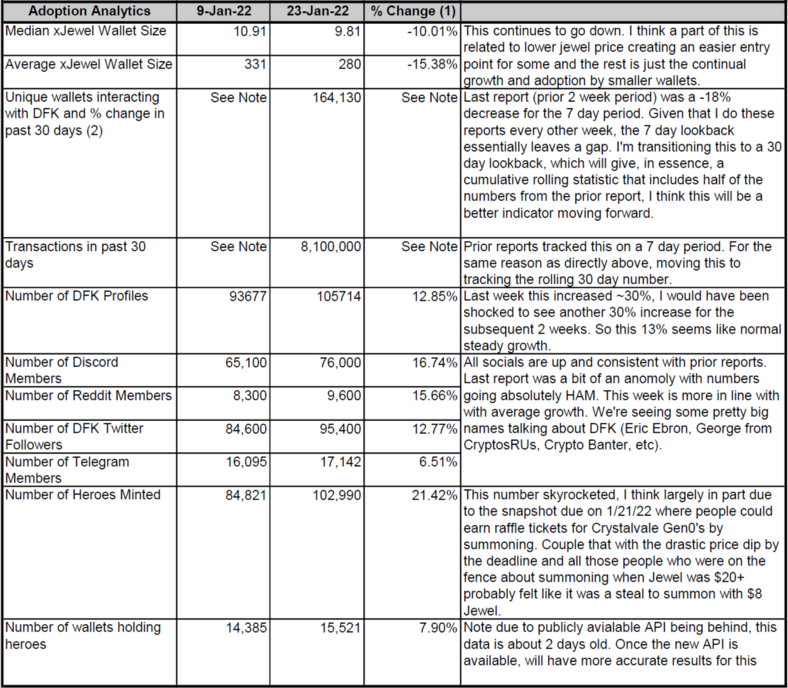 Adoption Analytics 9-Jan-22 23-Jan-22 % Change (1)
Median xJewel Wallet Size 10.91 9.81 -10.01% This continues to go down. I think a part of this is
related to lower jewel price creating an easier entry
Average xJewel Wallet Size 331 280 -15.38% point for some and the rest is just the continual
growth and adoption by smaller wallets.
Unique wallets interacting See Note 164,130 See Note Last report (prior 2 week period) was a -18%
with DFK and % change in decrease for the 7 day period. Given that I do these
past 30 days (2) reports every other week, the 7 day lookback
essentially leaves a gap. I'm transitioning this to a 30
day lookback, which will give, in essence, a
cumulative rolling statistic that includes half of the
numbers from the prior report, I think this will be a
better indicator moving forward.
Transactions in past 30 See Note 8,100,000 See Note Prior reports tracked this on a 7 day period. For the
days same reason as directly above, moving this to
tracking the rolling 30 day number.
Number of DFK Profiles 93677 105714 12.85% Last week this increased ~30%, I would have been
shocked to see another 30% increase for the
subsequent 2 weeks. So this 13% seems like normal
steady growth.
Number of Discord 65,100 76,000 16.74% All socials are up and consistent with prior reports.
Members Last report was a bit of an anomoly with numbers
Number of Reddit Members 8,300 9,600 15.66% going absolutely HAM. This week is more in line with
with average growth. We're seeing some pretty big
Number of DFK Twitter 84,600 95,400 12.77% names talking about DFK (Eric Ebron, George from
Followers CryptosRUs, Crypto Banter, etc).
Number of Telegram 16,095 17,142 6.51%
Members
Number of Heroes Minted 84,821 102,990 21.42% This number skyrocketed, I think largely in part due
to the snapshot due on 1/21/22 where people could
earn raffle tickets for Crystalvale Gen0's by
summoning. Couple that with the drastic price dip by
the deadline and all those people who were on the
fence about summoning when Jewel was $20+
probably felt like it was a steal to summon with $8
Jewel.
Number of wallets holding 14,385 15,521 7.90% Note due to publicly avialable API being behind, this
heroes data is about 2 days old. Once the new API is
available, will have more accurate results for this